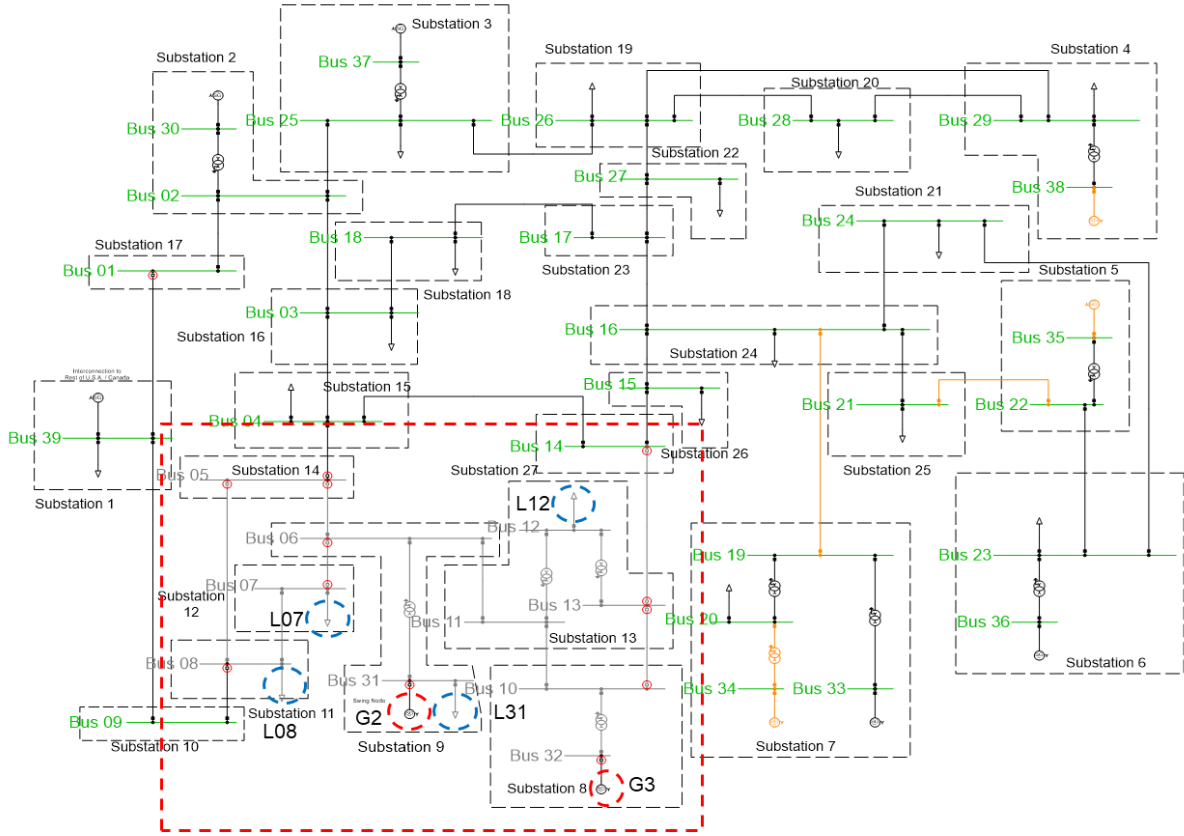 Substation 3
Substation 19
Substation 4
Substation 2
Bus 37
Substation 20
Bus 30
Bus 25
Bus 26
Bus 28
Bus 29
Substation 22
Bus 27
Bus 38
Bus 02
Substation 21
Bus 24
Bus 18
Bus 17
Substation 17
Bus 01
Substation 23
Substation 5
Substation 18
Bus 03
Bus 16
Bus 35
Substation 16
Substation 24
Interconnection to
Rest of U.S.A. / Canada
Substation 15
Bus 15
Bus 04
Bus 21
Bus 22
Bus 39
Bus 14
Substation 26
Substation 14
Substation 27
Substation 25
Bus 05
Substation 1
L12
Bus 12
Bus 06
Bus 19
Bus 23
Bus 07
Substation
12
Bus 13
L07
Bus 11
Bus 20
Bus 36
Substation 13
Bus 08
Substation 6
Bus 31
Bus 10
Bus 34
Bus 33
Swing Node
Substation 11
G2
L31
Bus 09
L08
Substation 10
Substation 9
Substation 7
Bus 32
Substation 8
G3